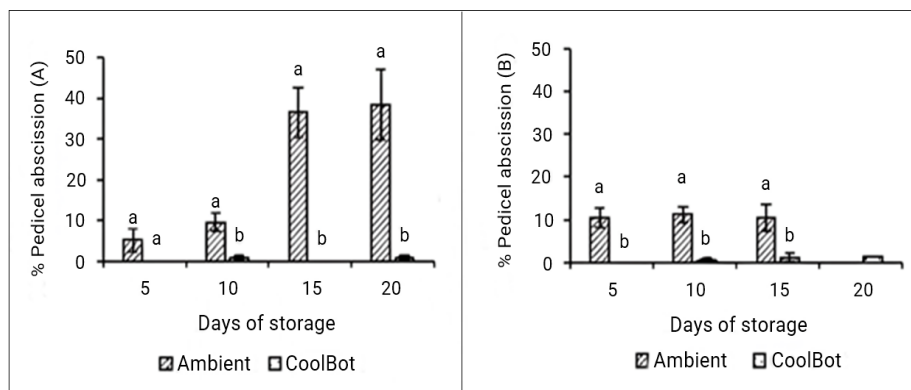 % Pedicel abscission (A)
50
40
30
20
10
0
a
a
a
b
a
b
a
b
5 10 15 20
Days of storage
Ambient CoolBot
% Pedicel abscission (B)
50
40
30
20
10
0
a
b
a
b
a
b
5 10 15 20
Days of storage
Ambient CoolBot